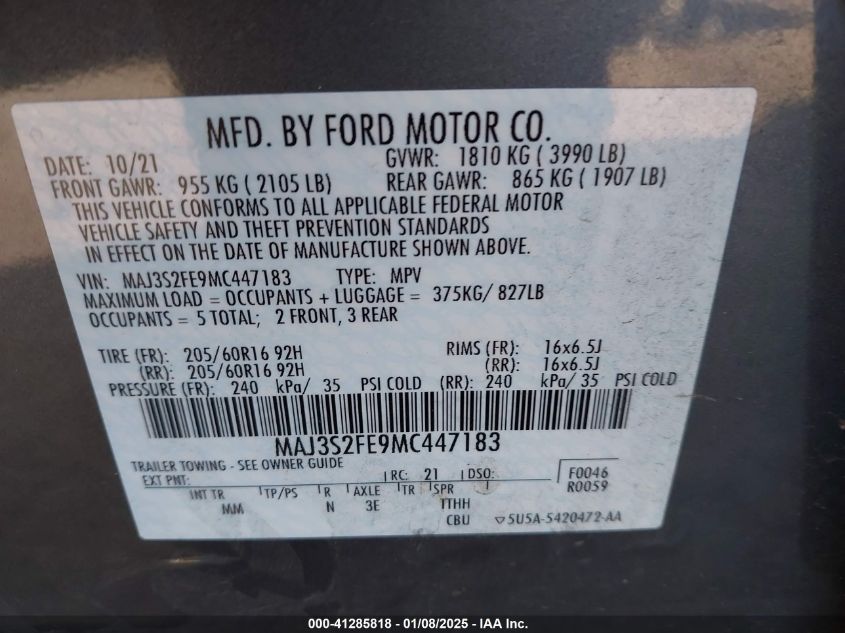 MFD. BY FORD MOTOR CO.
DATE: 10/21 GVWR: 1810 KG ( 3990 LB)
FRONT GAWR: 955 KG ( 2105 LB) REAR GAWR: 865 KG ( 1907 LB)
THIS VEHICLE CONFORMS TO ALL APPLICABLE FEDERAL MOTOR
VEHICLE SAFETY AND THEFT PREVENTION STANDARDS
IN EFFECT ON THE DATE OF MANUFACTURE SHOWN ABOVE.
VIN: MAJ3S2FE9MC447183 TYPE: MPV
MAXIMUM LOAD = OCCUPANTS + LUGGAGE = 375KG/ 827LB
OCCUPANTS = 5 TOTAL; 2 FRONT, 3 REAR
TIRE (FR): 205/60R16 92H RIMS (FR): 16x6.5J
(RR): 205/60R16 92H (RR): 16x6.5J
PRESSURE (FR): 240 kPa/ 35 PSI COLD (RR): 240 kPa/ 35 PSI COLD
MAJ3S2FE9MC447183
TRAILER TOWING - SEE OWNER GUIDE
EXT PNT: RC: 21 DSO: F0046
R0059
INT TR TP/PS R AXLE TR SPR
MM N 3E TTHH
CBU ▽5U5A-5420472-AA
000-41285818 - 01/08/2025 - IAA Inc.